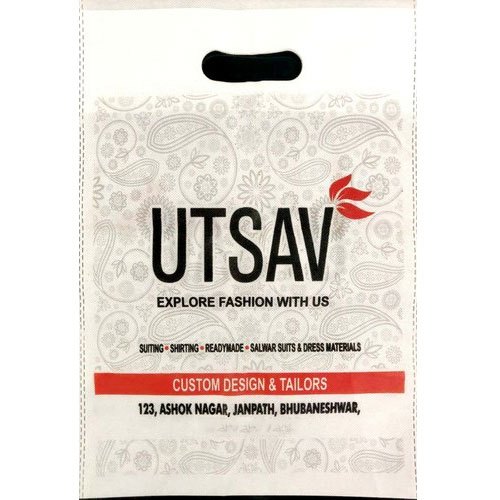 UTSAV
EXPLORE FASHION WITH US
SUITING • SHIRTING • READYMADE • SALWAR SUITS & DRESS MATERIALS
CUSTOM DESIGN & TAILORS
123, ASHOK NAGAR, JANPATH, BHUBANESHWAR,